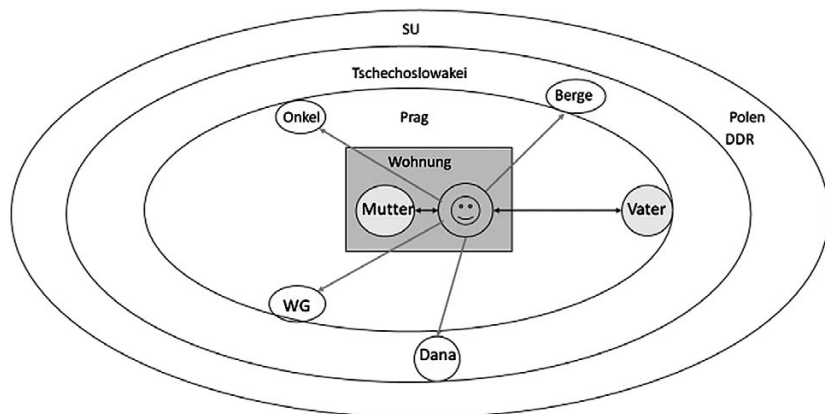 SU
Tschechoslowakei
Berge
Onkel
Prag
Polen
DDR
Wohnung
Mutter
Vater
WG
Dana